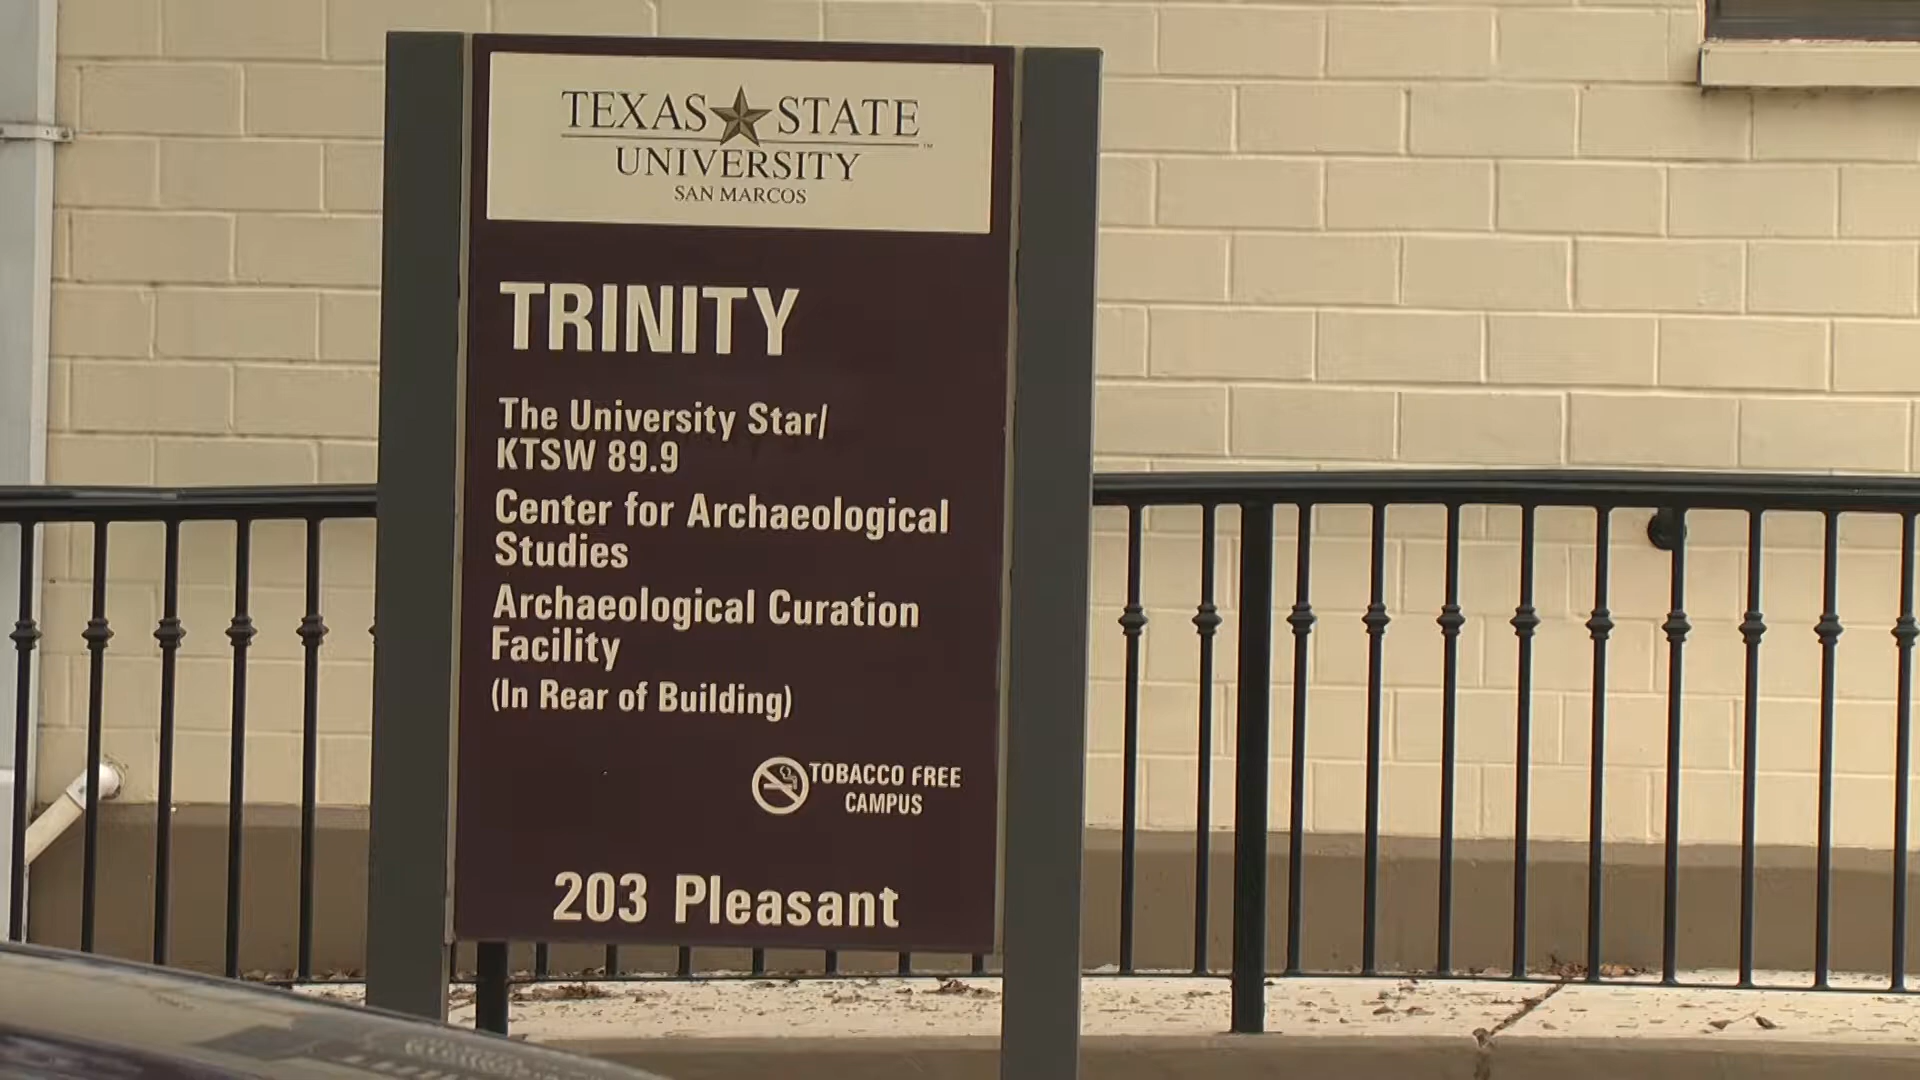 TEXAS STATE
UNIVERSITY
SAN MARCOS
TRINITY
The University Star/
KTSW 89.9
Center for Archaeological
Studies
Archaeological Curation
Facility
(In Rear of Building)
TOBACCO FREE
CAMPUS
203 Pleasant